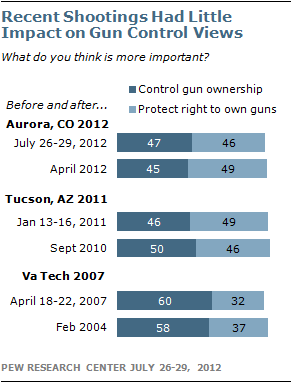 Recent Shootings Had Little
Impact on Gun Control Views
What do you think is more important?
Control gun ownership
Before and after...
Protect right to own guns
Aurora, CO 2012
July 26-29, 2012 47 46
April 2012 45 49
Tucson, AZ 2011
Jan 13-16, 2011 46 49
Sept 2010 50 46
Va Tech 2007
April 18-22, 2007 60 32
Feb 2004 58 37
PEW RESEARCH CENTER JULY 26-29, 2012